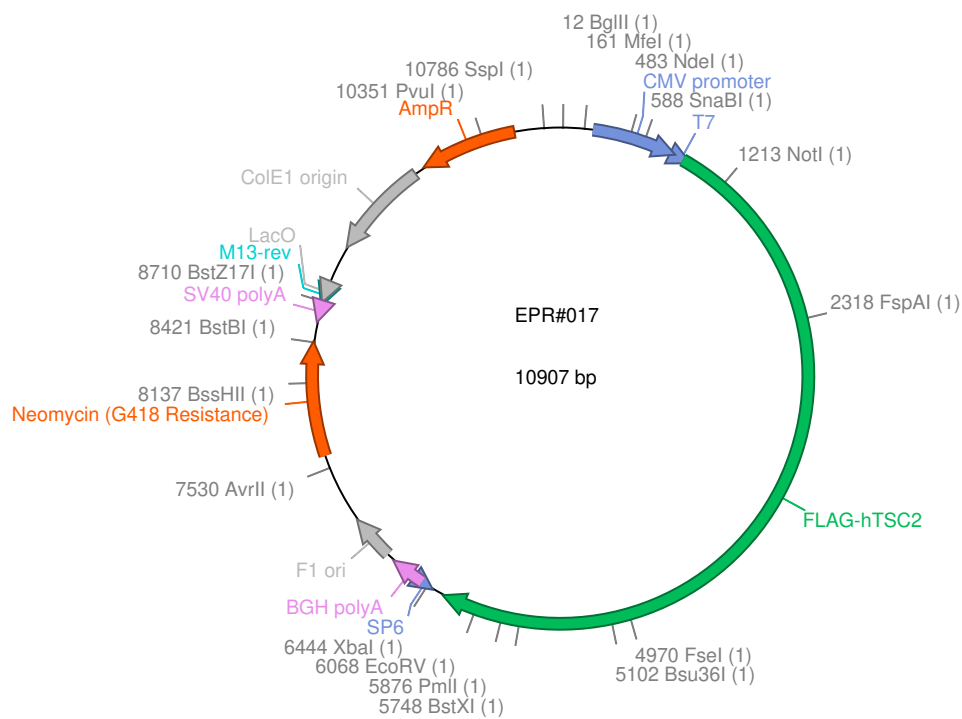 12 BglII (1)
161 MfeI (1)
483 NdeI (1)
CMV promoter
588 SnaBI (1)
T7
1213 NotI (1)
2318 FspAI (1)
FLAG-hTSC2
4970 FseI (1)
5102 Bsu36I (1)
10786 SspI (1)
10351 PvuI (1)
AmpR
ColE1 origin
LacO
M13-rev
8710 BstZ17I (1)
SV40 polyA
8421 BstBI (1)
8137 BssHII (1)
Neomycin (G418 Resistance)
7530 AvrII (1)
F1 ori
BGH polyA
SP6
6444 XbaI (1)
6068 EcoRV (1)
5876 PmlI (1)
5748 BstXI (1)
EPR#017
10907 bp